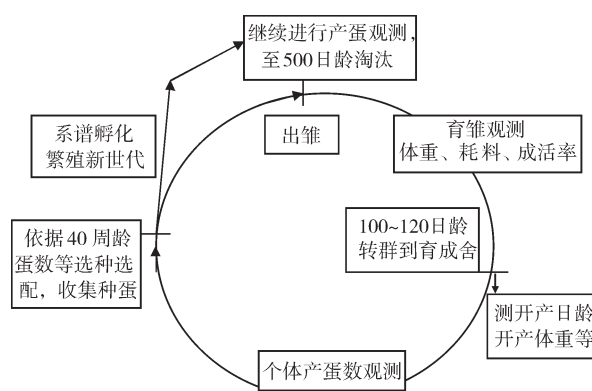 继续进行产蛋观测，
至500日龄淘汰
出雏
育雏观测
体重、耗料、成活率
100~120日龄
转群到育成舍
测开产日龄
开产体重等
个体产蛋数观测
依据40周龄
蛋数等选种选
配，收集种蛋
系谱孵化
繁殖新世代